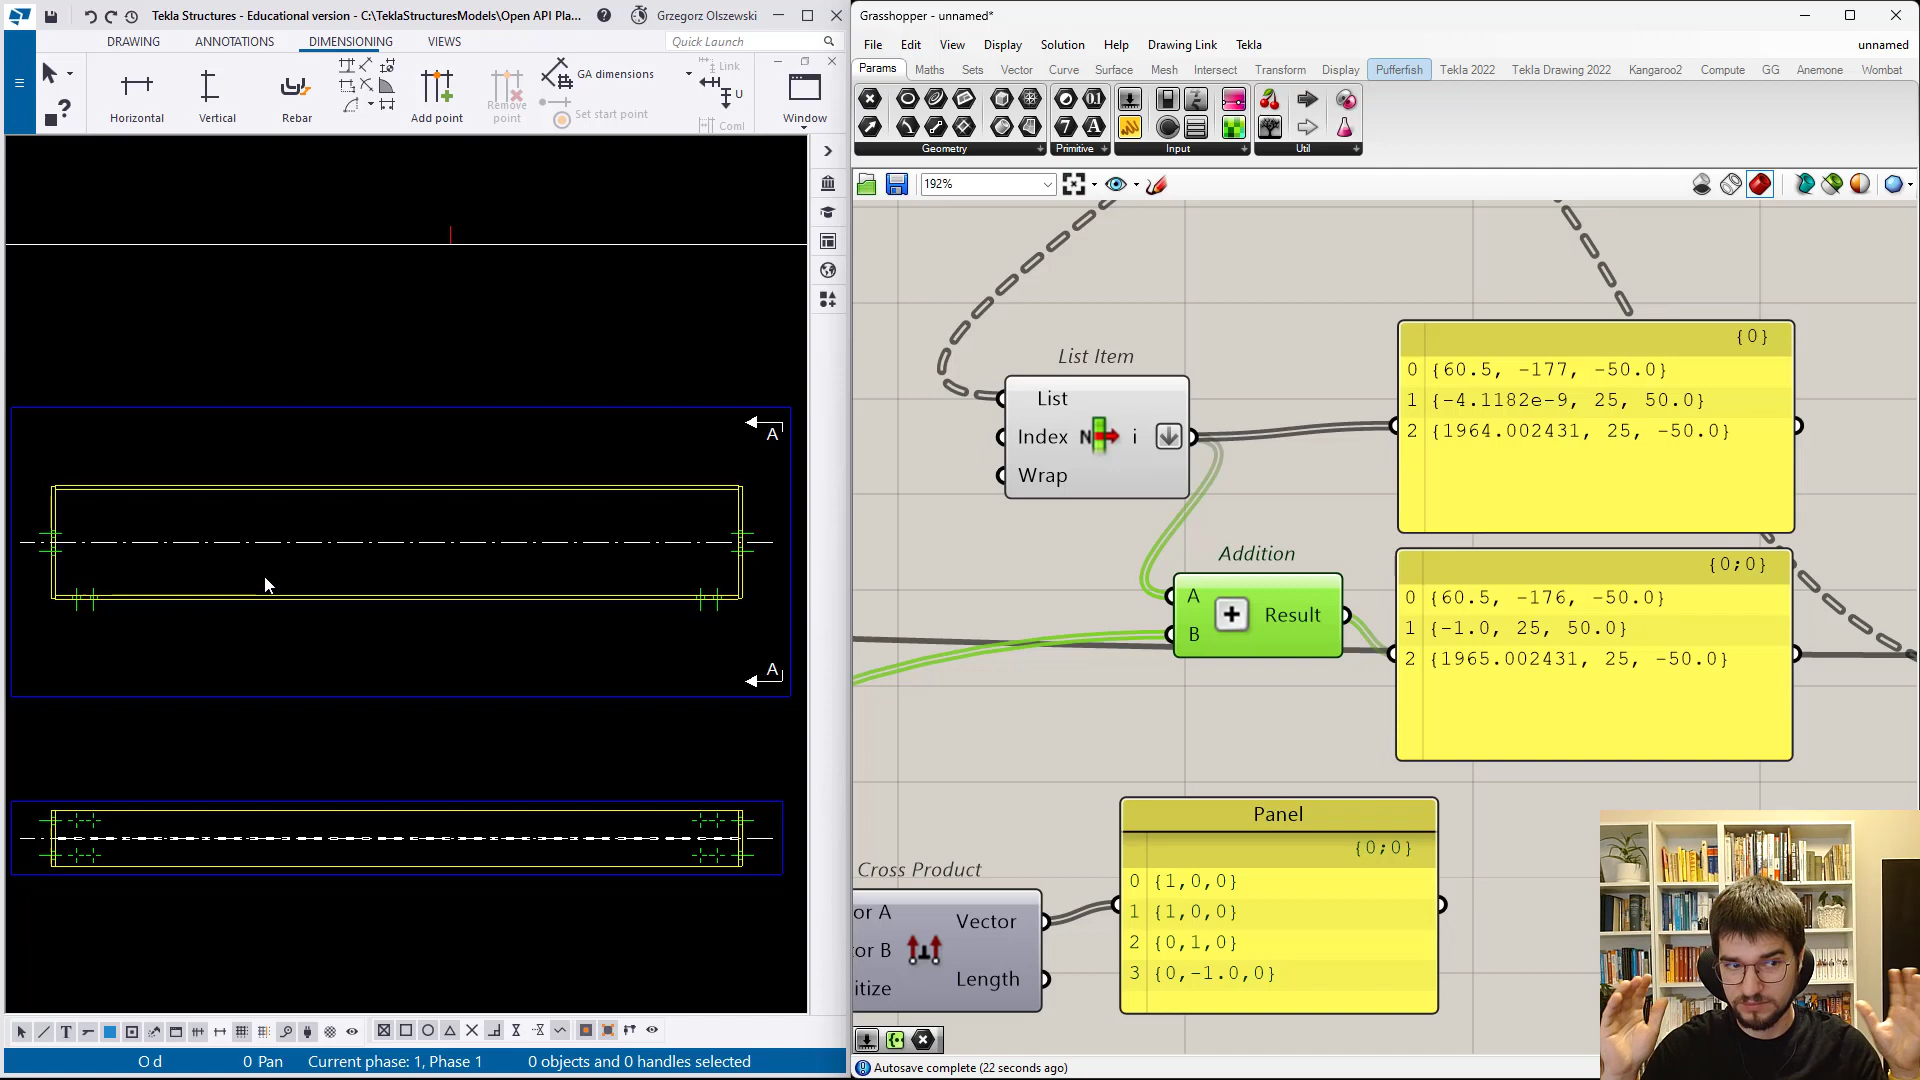 Tekla Structures - Educational version - C:\TeklaStructuresModels\Open API Pla...
Grzegorz Olszewski
DRAWING
ANNOTATIONS
DIMENSIONING
VIEWS
Quick Launch
Horizontal
Vertical
Rebar
Add point
Remove point
GA dimensions
Set start point
Link
U
Coml
Window
A
A
O d
0 Pan
Current phase: 1, Phase 1
0 objects and 0 handles selected
Grasshopper - unnamed*
File
Edit
View
Display
Solution
Help
Drawing Link
Tekla
unnamed
Params
Maths
Sets
Vector
Curve
Surface
Mesh
Intersect
Transform
Display
Pufferfish
Tekla 2022
Tekla Drawing 2022
Kangaroo2
Compute
GG
Anemone
Wombat
Geometry
Primitive
Input
Util
192%
List Item
List
Index
i
Wrap
{0}
0 {60.5, -177, -50.0}
1 {-4.1182e-9, 25, 50.0}
2 {1964.002431, 25, -50.0}
Addition
A
B
Result
{0;0}
0 {60.5, -176, -50.0}
1 {-1.0, 25, 50.0}
2 {1965.002431, 25, -50.0}
Cross Product
or A
or B
itize
Vector
Length
Panel
{0;0}
0 {1,0,0}
1 {1,0,0}
2 {0,1,0}
3 {0,-1.0,0}
Autosave complete (22 seconds ago)